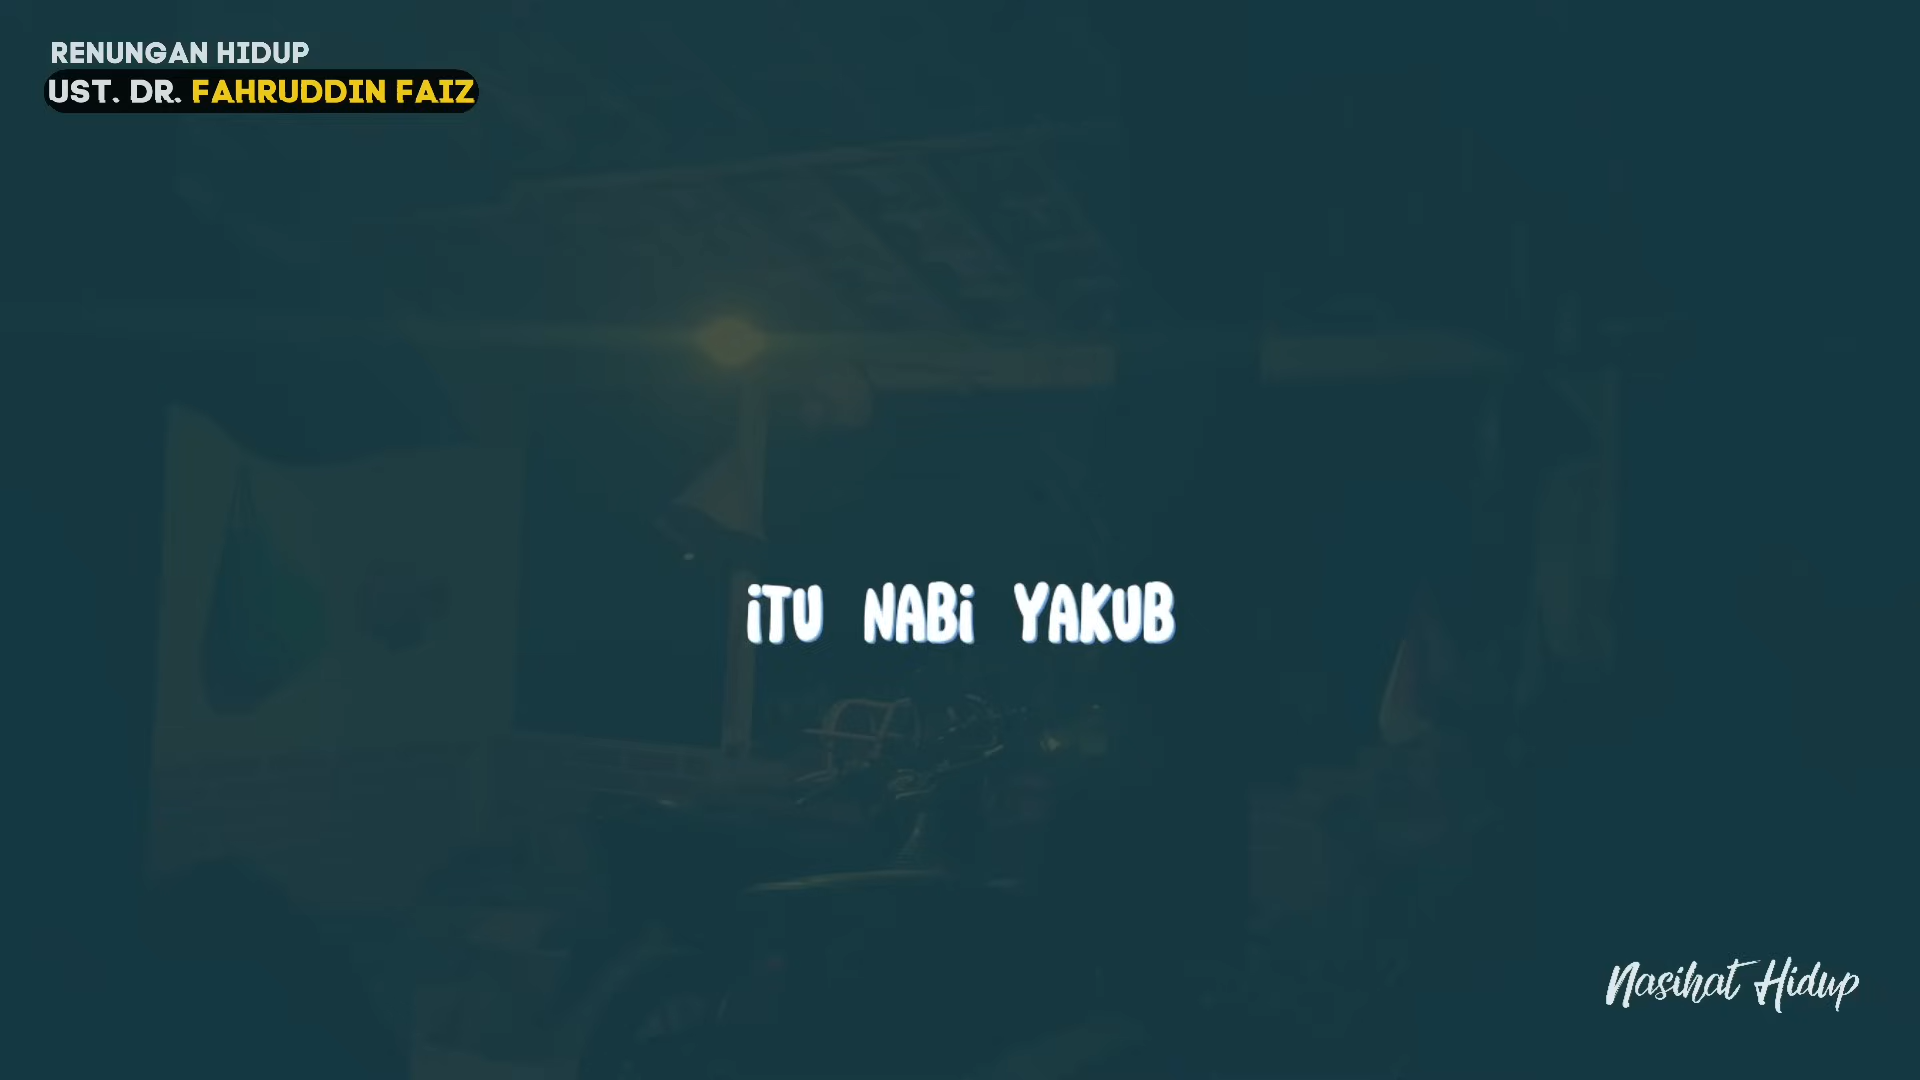 RENUNGAN HIDUP
UST. DR. FAHRUDDIN FAIZ
iTU NABi YAKUB
Nasihat Hidup